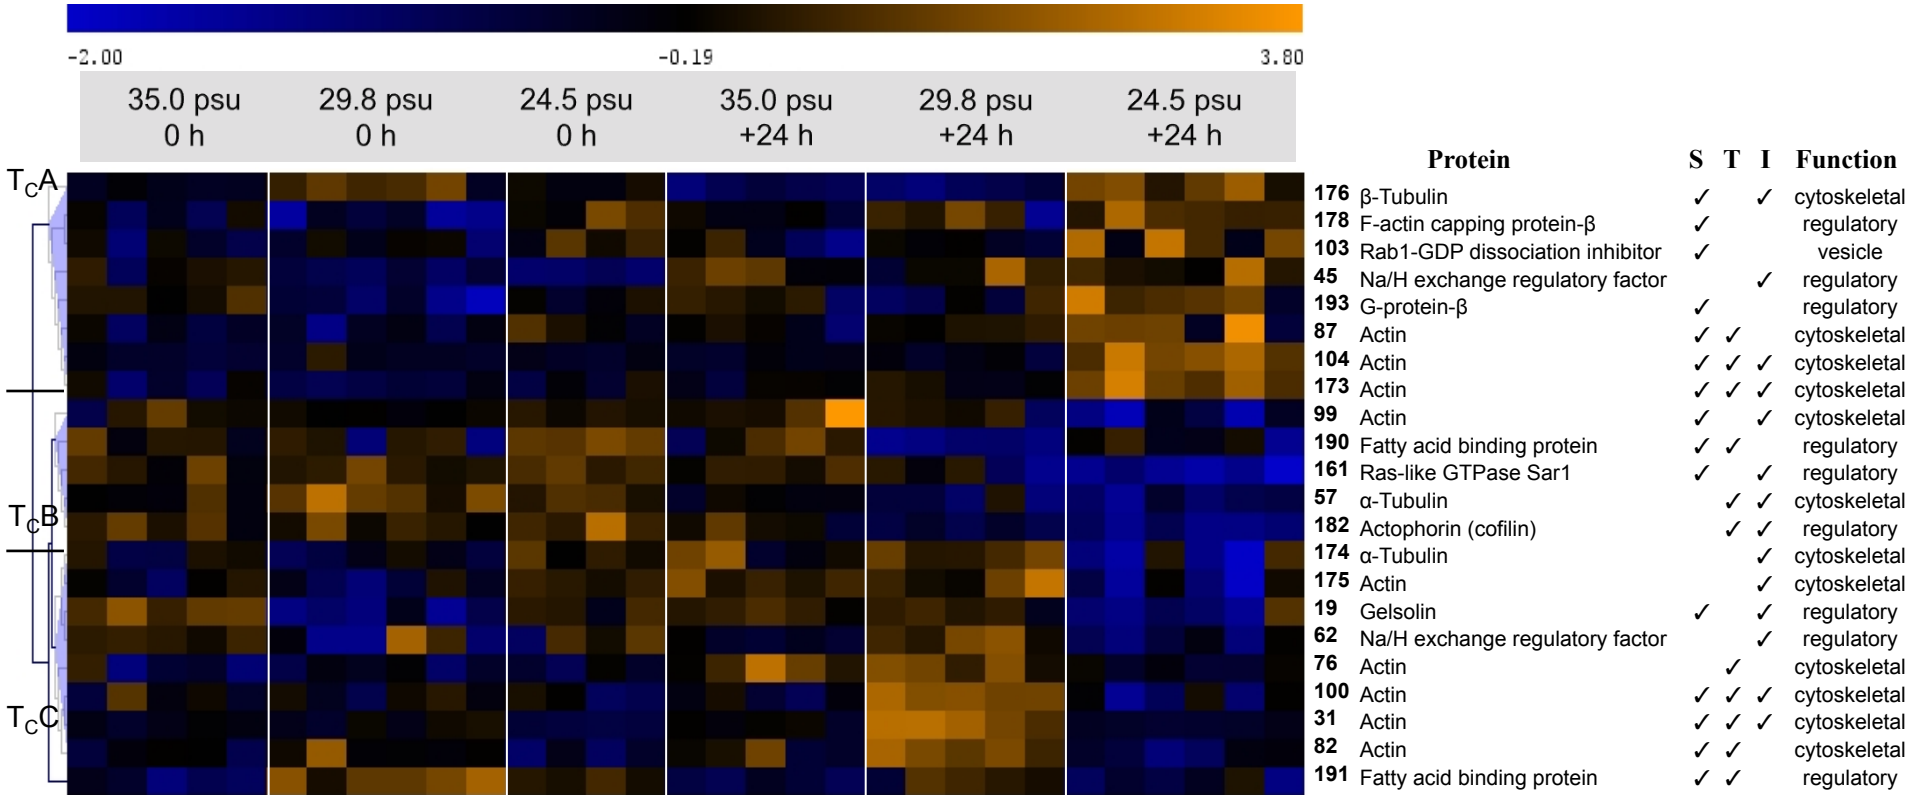 -2.00 -0.19 3.80
35.0 psu 29.8 psu 24.5 psu 35.0 psu 29.8 psu 24.5 psu
0 h 0 h 0 h +24 h +24 h +24 h
Protein S T I Function
TCA
176 β-Tubulin ✓ ✓ cytoskeletal
178 F-actin capping protein-β ✓ regulatory
103 Rab1-GDP dissociation inhibitor ✓ vesicle
45 Na/H exchange regulatory factor ✓ regulatory
193 G-protein-β ✓ regulatory
87 Actin ✓ ✓ cytoskeletal
104 Actin ✓ ✓ ✓ cytoskeletal
173 Actin ✓ ✓ ✓ cytoskeletal
99 Actin ✓ ✓ cytoskeletal
190 Fatty acid binding protein ✓ ✓ regulatory
161 Ras-like GTPase Sar1 ✓ ✓ regulatory
57 α-Tubulin ✓ ✓ cytoskeletal
TCB
182 Actophorin (cofilin) ✓ ✓ regulatory
174 α-Tubulin ✓ cytoskeletal
175 Actin ✓ cytoskeletal
19 Gelsolin ✓ ✓ regulatory
62 Na/H exchange regulatory factor ✓ regulatory
76 Actin ✓ cytoskeletal
100 Actin ✓ ✓ ✓ cytoskeletal
TCC
31 Actin ✓ ✓ ✓ cytoskeletal
82 Actin ✓ ✓ cytoskeletal
191 Fatty acid binding protein ✓ ✓ regulatory